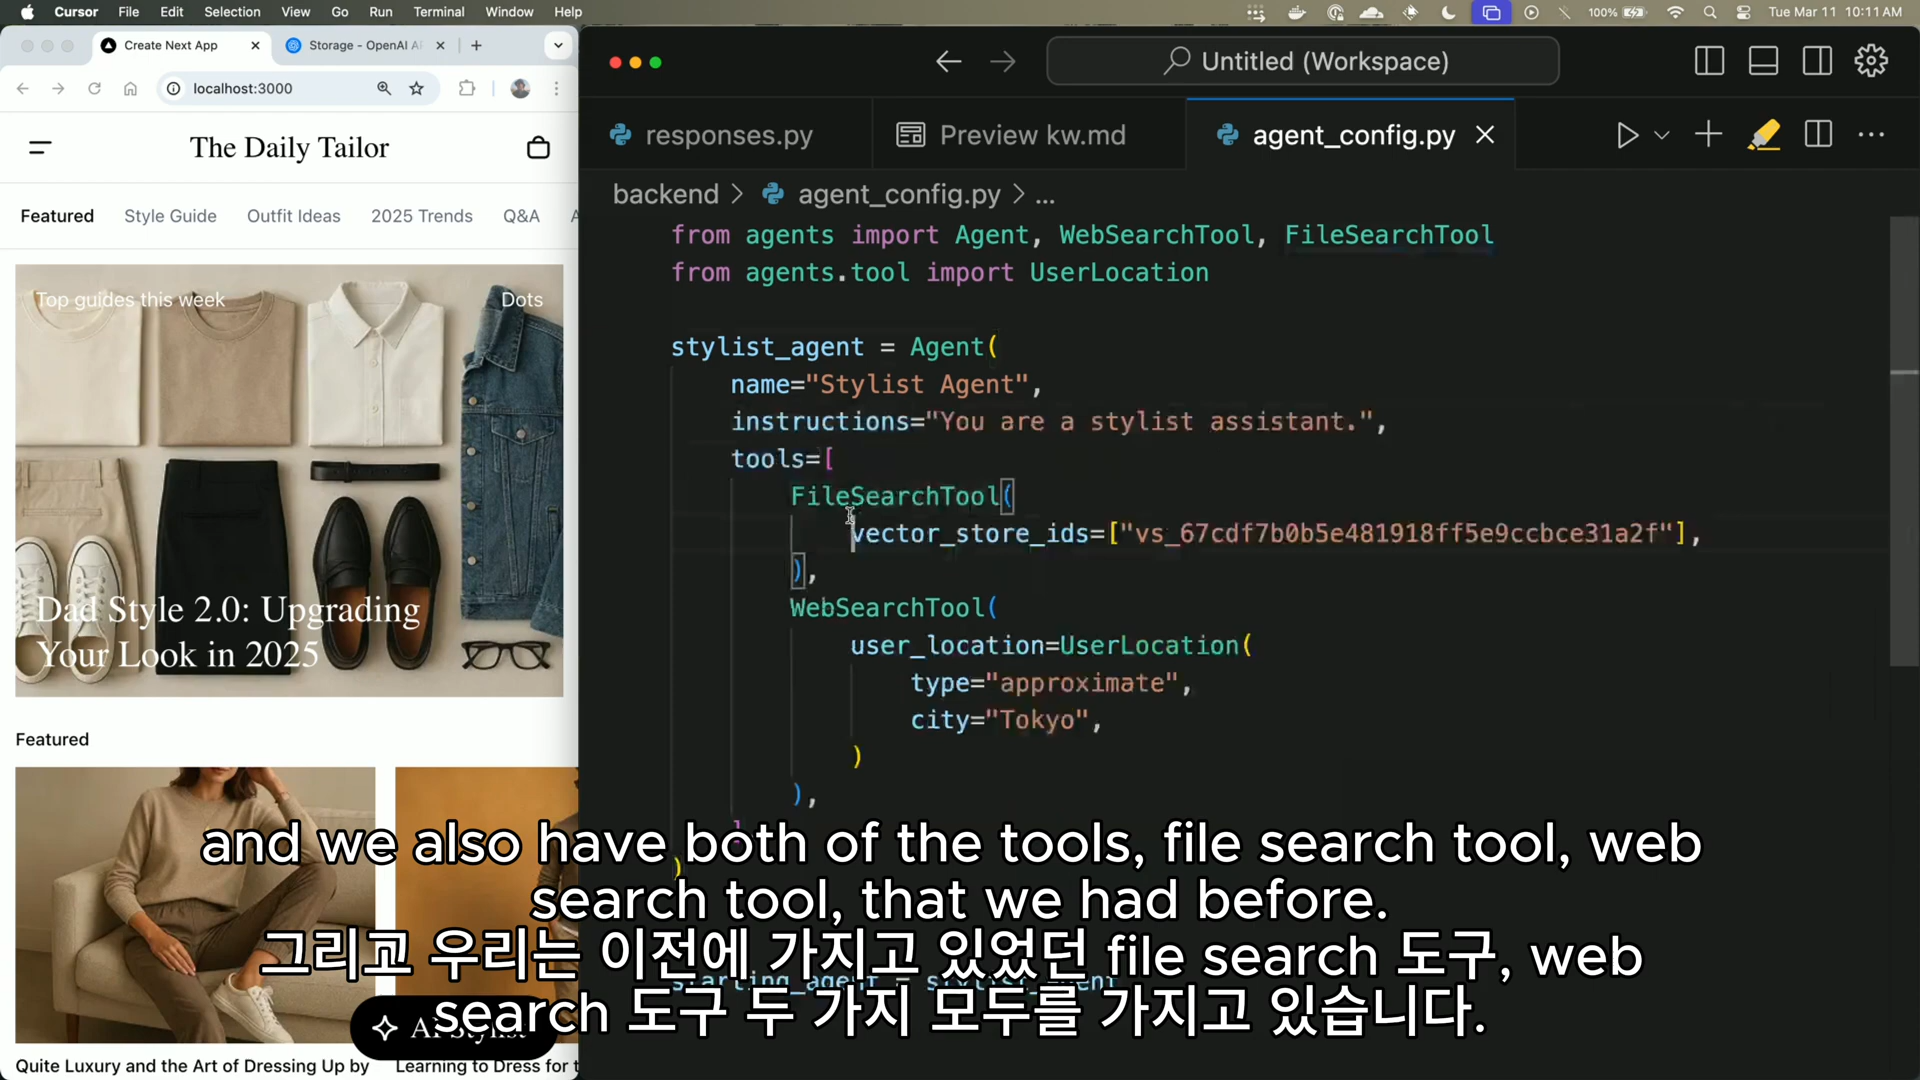 Cursor File Edit Selection View Go Run Terminal Window Help
100% Tue Mar 11 10:11 AM
Create Next App
Storage - OpenAI AF
localhost:3000
The Daily Tailor
Featured Style Guide Outfit Ideas 2025 Trends Q&A A
Top guides this week
Dots
Dad Style 2.0: Upgrading
Your Look in 2025
Featured
AI Stylist
Quite Luxury and the Art of Dressing Up by
Learning to Dress for t
Untitled (Workspace)
responses.py
Preview kw.md
agent_config.py
backend > agent_config.py > ...
from agents import Agent, WebSearchTool, FileSearchTool
from agents.tool import UserLocation
stylist_agent = Agent(
name="Stylist Agent",
instructions="You are a stylist assistant.",
tools=[
FileSearchTool(
vector_store_ids=["vs_67cdf7b0b5e481918ff5e9ccbce31a2f"],
),
WebSearchTool(
user_location=UserLocation(
type="approximate",
city="Tokyo",
)
),
]
)
starting_agent = stylist_agent
and we also have both of the tools, file search tool, web
search tool, that we had before.
그리고 우리는 이전에 가지고 있었던 file search 도구, web
search 도구 두 가지 모두를 가지고 있습니다.